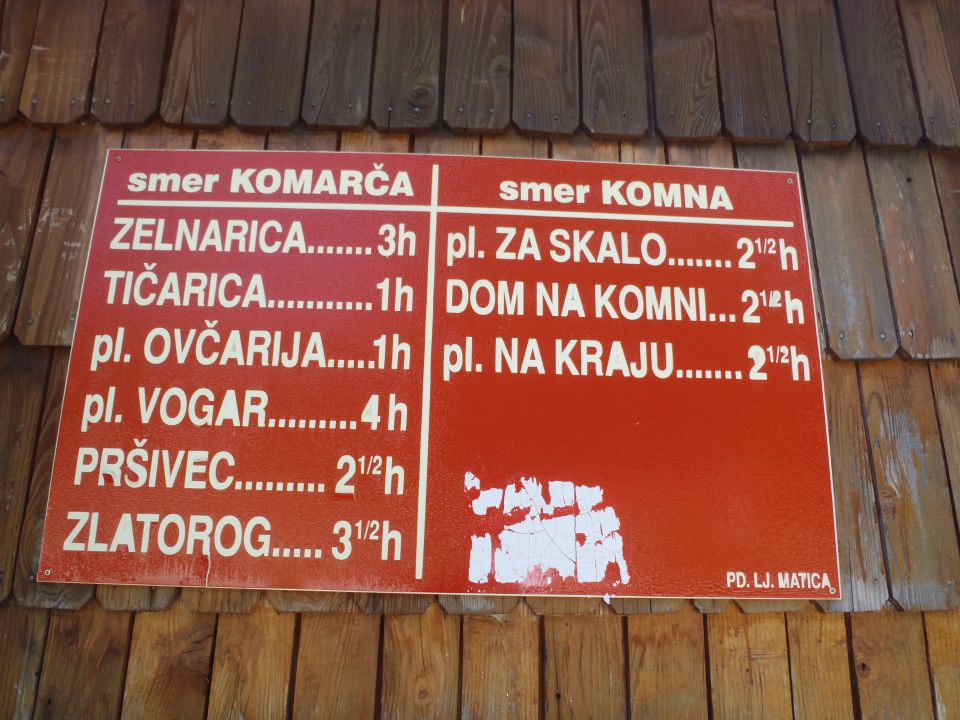 smer KOMARČA
ZELNARICA.......3h
TIČARICA...........1h
pl. OVČARIJA.....1h
pl. VOGAR.........4h
PRŠIVEC......... 2 1/2 h
ZLATOROG..... 3 1/2 h
smer KOMNA
pl. ZA SKALO.......2 1/2 h
DOM NA KOMNI...2 1/2 h
pl. NA KRAJU.......2 1/2 h
PD. LJ. MATICA